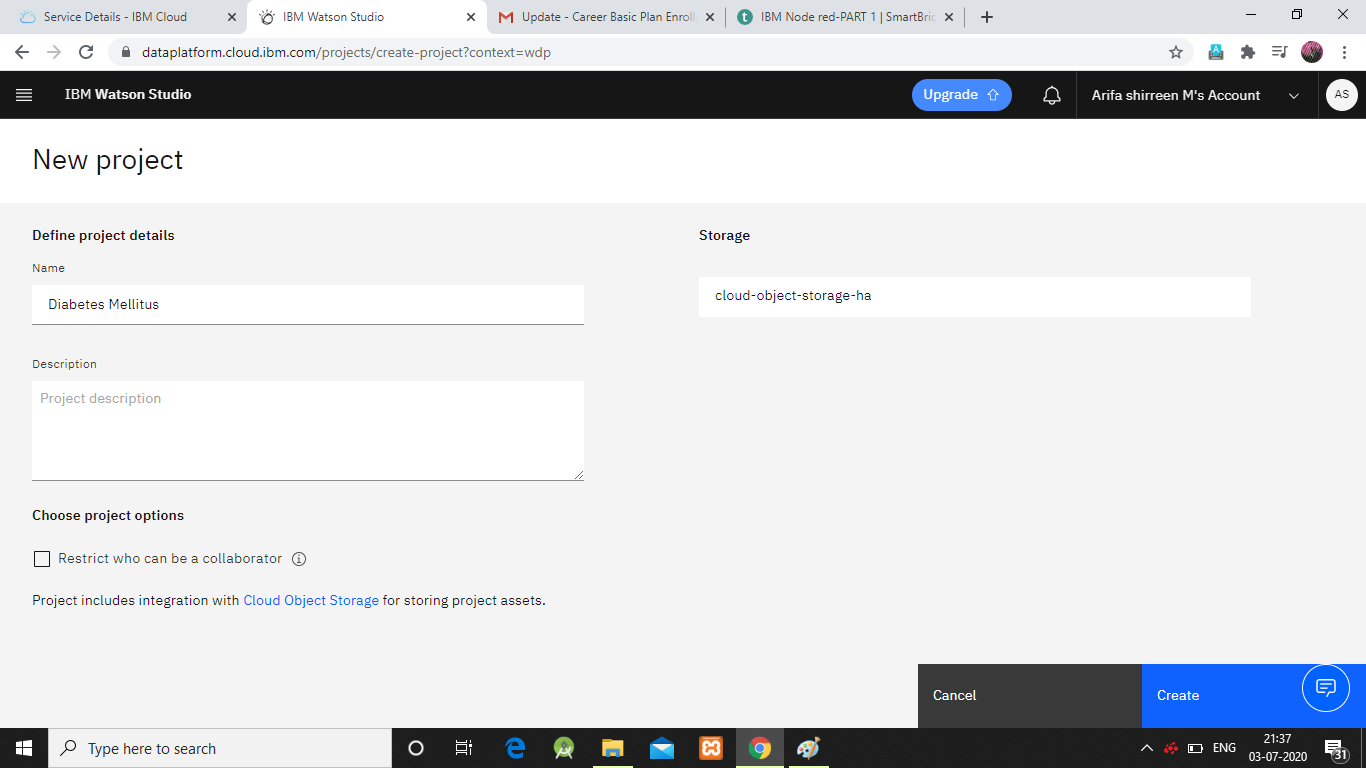 Service Details - IBM Cloud
IBM Watson Studio
Update - Career Basic Plan Enroll
IBM Node red-PART 1 | SmartBric
dataplatform.cloud.ibm.com/projects/create-project?context=wdp
IBM Watson Studio
Upgrade
Arifa shirreen M's Account
AS
New project
Define project details
Storage
Name
Diabetes Mellitus
cloud-object-storage-ha
Description
Project description
Choose project options
Restrict who can be a collaborator
Project includes integration with Cloud Object Storage for storing project assets.
Cancel
Create
Type here to search
ENG
21:37
03-07-2020
31